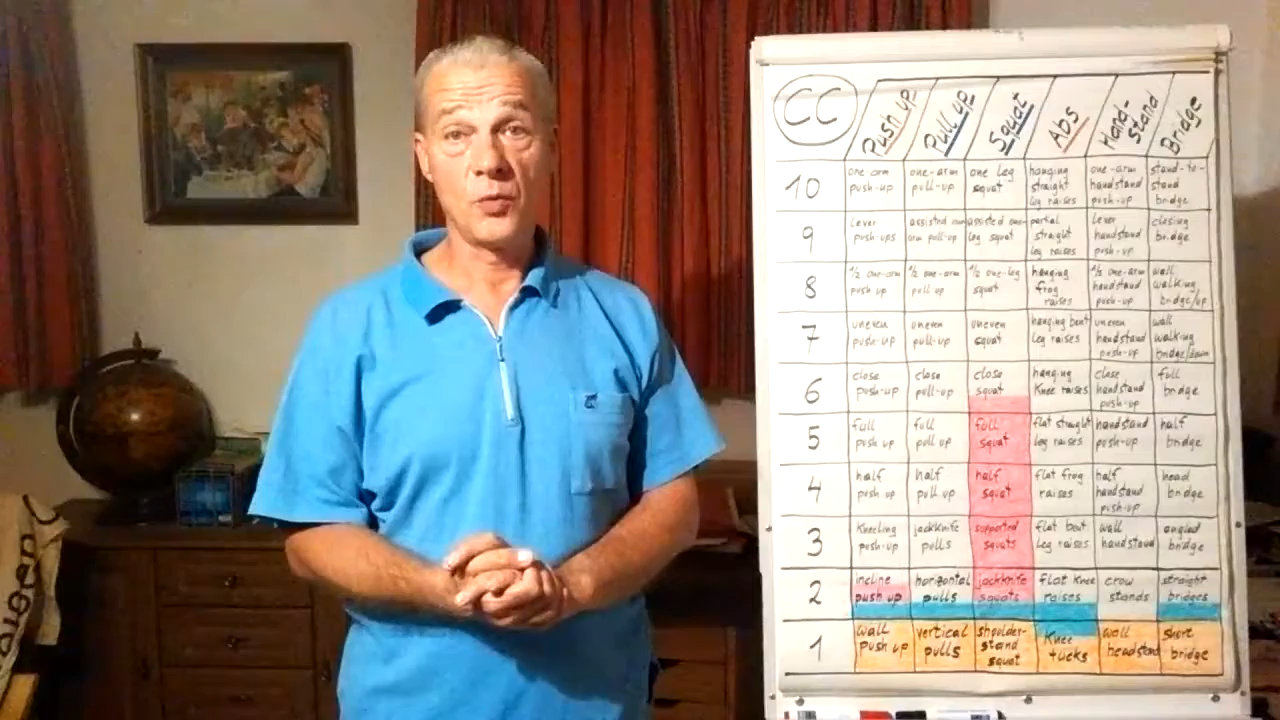 CC
Push up
Pull up
Squat
Abs
Hand-
stand
Bridge
10
one arm
push-up
one-arm
pull-up
one leg
squat
hanging
straight
leg raises
one-arm
handstand
push-up
stand-to-
stand
bridge
9
lever
push-ups
assisted one-
arm pull-up
assisted one-
leg squat
partial
straight
leg raises
lever
handstand
push-up
closing
bridge
8
1/2 one-arm
push up
1/2 one-arm
pull up
1/2 one-leg
squat
hanging
frog
raises
1/2 one-arm
handstand
push-up
wall
walking
bridge/up
7
uneven
push-up
uneven
pull-up
uneven
squat
hanging bent
leg raises
uneven
handstand
push-up
wall
walking
bridge/down
6
close
push-up
close
pull-up
close
squat
hanging
knee raises
close
handstand
push-up
full
bridge
5
full
push up
full
pull up
full
squat
flat straight
leg raises
handstand
push-up
half
bridge
4
half
push up
half
pull up
half
squat
flat frog
raises
half
handstand
push-up
head
bridge
3
kneeling
push-up
jackknife
pulls
supported
squats
flat bent
leg raises
wall
handstand
angled
bridge
2
incline
push up
horizontal
pulls
jackknife
squats
flat knee
raises
crow
stands
straight
bridges
1
wall
push up
vertical
pulls
shoulder-
stand
squat
Knee
tucks
wall
headstand
short
bridge